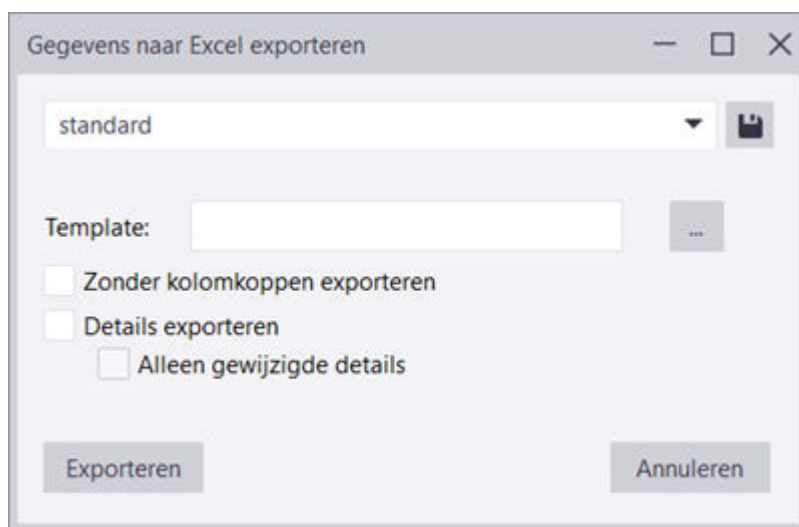 Gegevens naar Excel exporteren
standard
Template:
...
Zonder kolomkoppen exporteren
Details exporteren
Alleen gewijzigde details
Exporteren
Annuleren